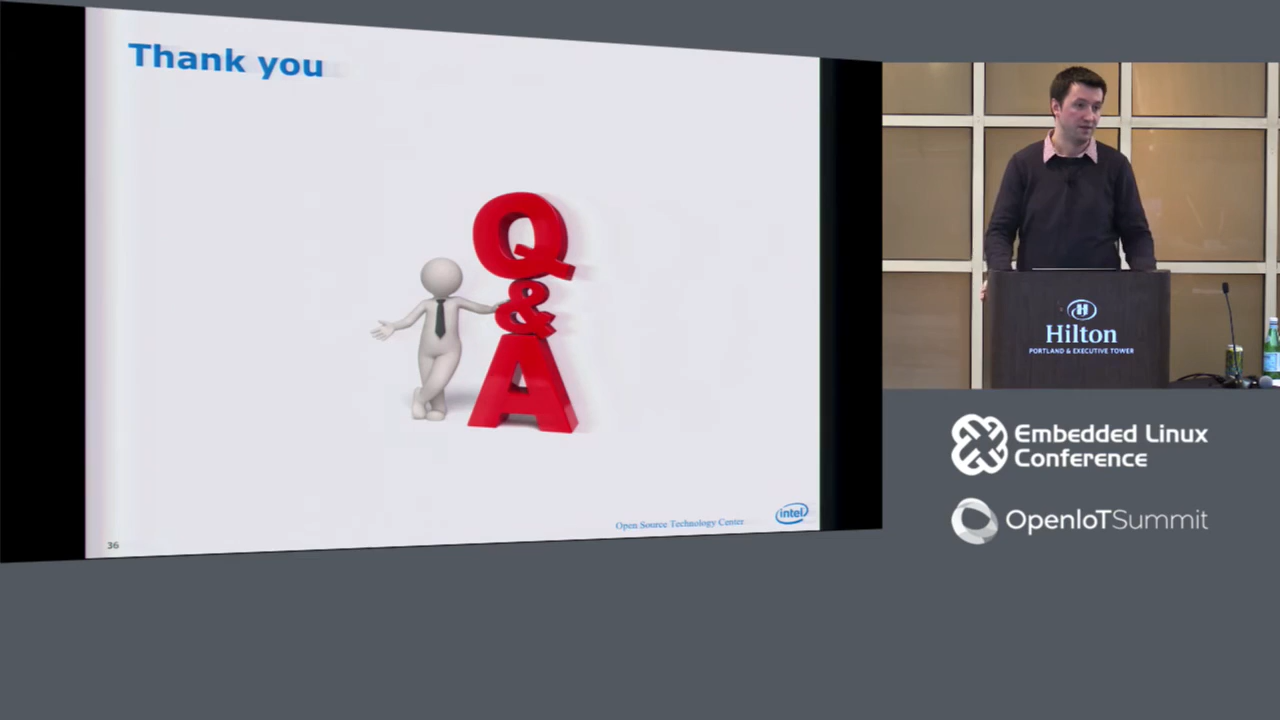 Thank you
Q
&
A
Open Source Technology Center
intel
36
H
Hilton
PORTLAND & EXECUTIVE TOWER
Embedded Linux
Conference
OpenIoTSummit